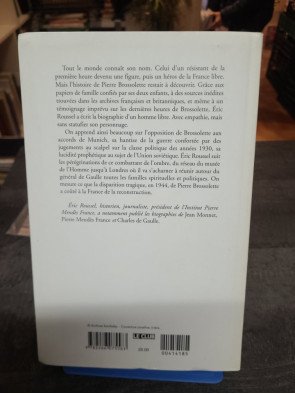 Tout le monde connaît son nom. Celui d'un résistant de la
première heure devenu une figure, puis un héros de la France libre.
Mais l'histoire de Pierre Brossolette restait à découvrir. Grâce aux
papiers de famille confiés par ses deux enfants, à des sources inédites
trouvées dans les archives françaises et britanniques, et même à un
témoignage imprévu sur les dernières heures de Brossolette, Éric
Roussel a écrit la biographie d'un homme libre. Avec empathie, mais
sans statufier son personnage.
On apprend ainsi beaucoup sur l'opposition de Brossolette aux
accords de Munich, sa hantise de la guerre confortée par des
jugements au scalpel sur la classe politique des années 1930, sa
lucidité prophétique au sujet de l'Union soviétique. Éric Roussel suit
les pérégrinations de ce combattant de l'ombre, du réseau du musée
de l'Homme jusqu'à Londres où il va s'acharner à réunir autour du
général de Gaulle toutes les familles spirituelles et politiques. On
mesure ce que la disparition tragique, en 1944, de Pierre Brossolette
a coûté à la France de la reconstruction.
Éric Roussel, historien, journaliste, président de l'Institut Pierre
Mendès France, a notamment publié les biographies de Jean Monnet,
Pierre Mendès France et Charles de Gaulle.
LE CLUB